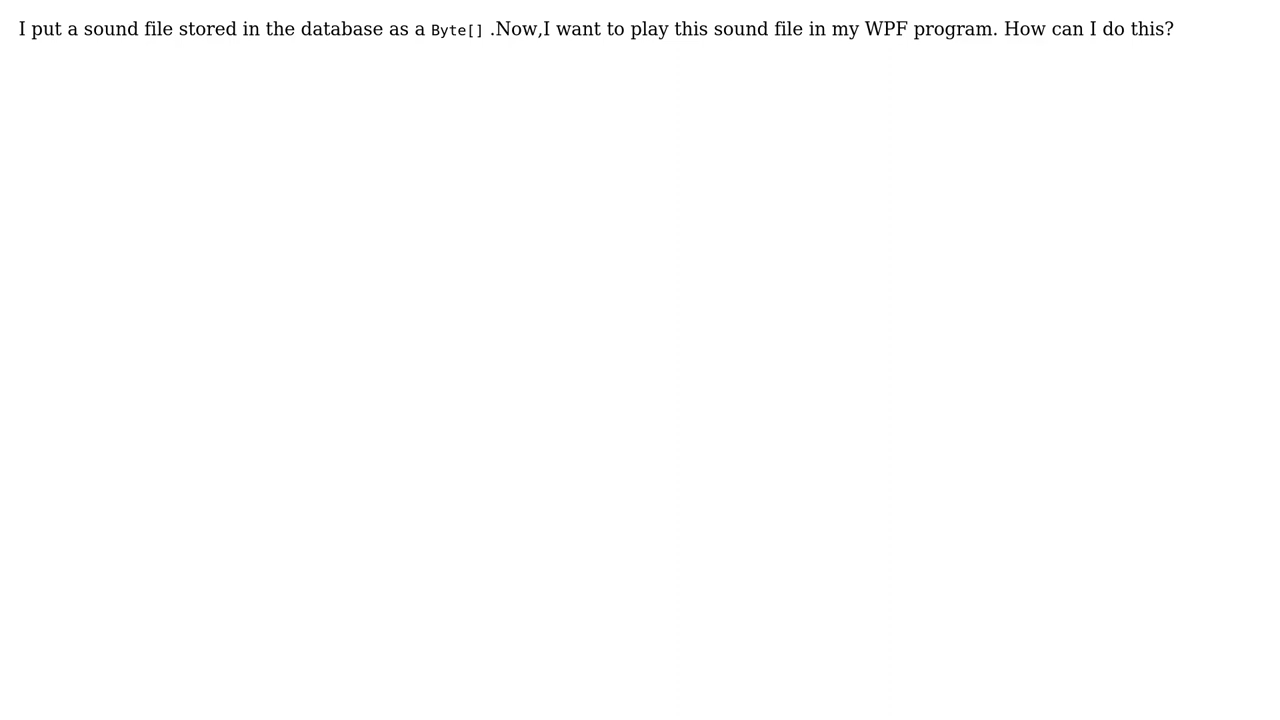 I put a sound file stored in the database as a Byte[] .Now,I want to play this sound file in my WPF program. How can I do this?